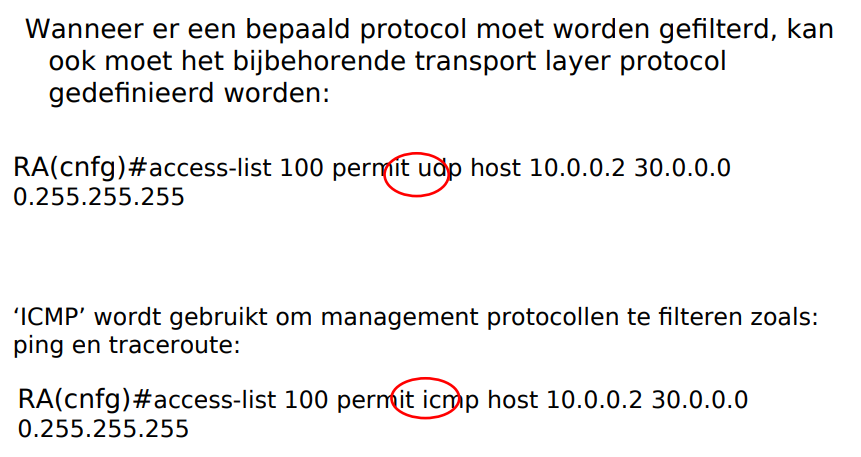 Wanneer er een bepaald protocol moet worden gefilterd, kan
ook moet het bijbehorende transport layer protocol
gedefinieerd worden:
RA(cnfg)#access-list 100 permit udp host 10.0.0.2 30.0.0.0
0.255.255.255
‘ICMP’ wordt gebruikt om management protocollen te filteren zoals:
ping en traceroute:
RA(cnfg)#access-list 100 permit icmp host 10.0.0.2 30.0.0.0
0.255.255.255